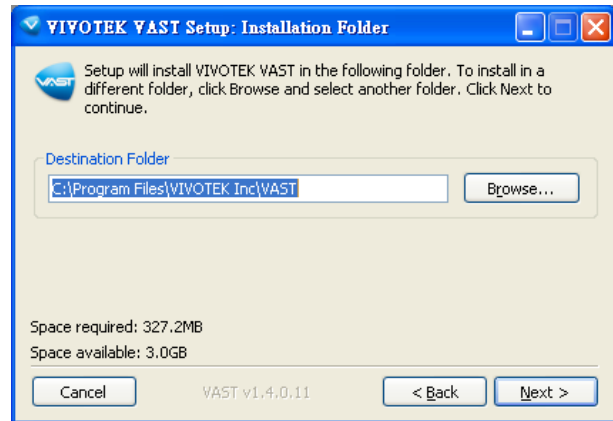 VIVOTEK VAST Setup: Installation Folder
VAST
Setup will install VIVOTEK VAST in the following folder. To install in a
different folder, click Browse and select another folder. Click Next to
continue.
Destination Folder
C:\Program Files\VIVOTEK Inc\VAST
Browse...
Space required: 327.2MB
Space available: 3.0GB
Cancel
VAST v1.4.0.11
< Back
Next >